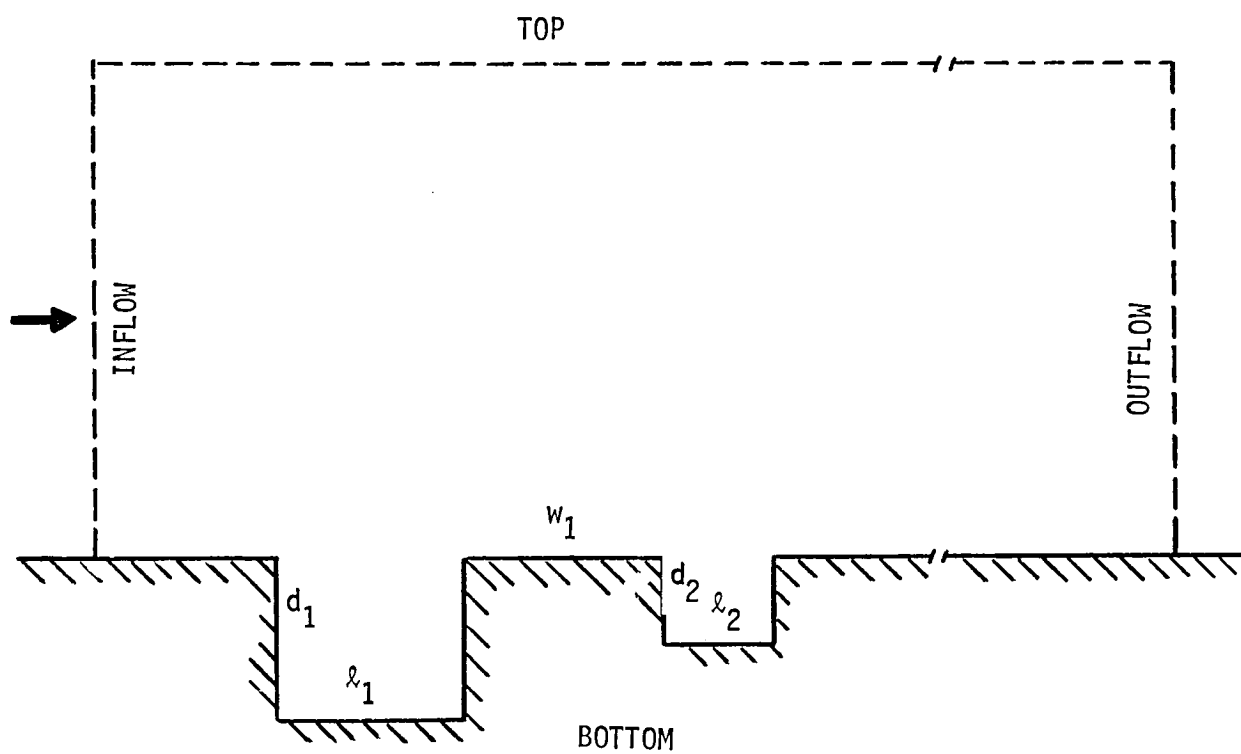 TOP
INFLOW
OUTFLOW
w₁
d₁
ℓ₁
d₂
ℓ₂
BOTTOM